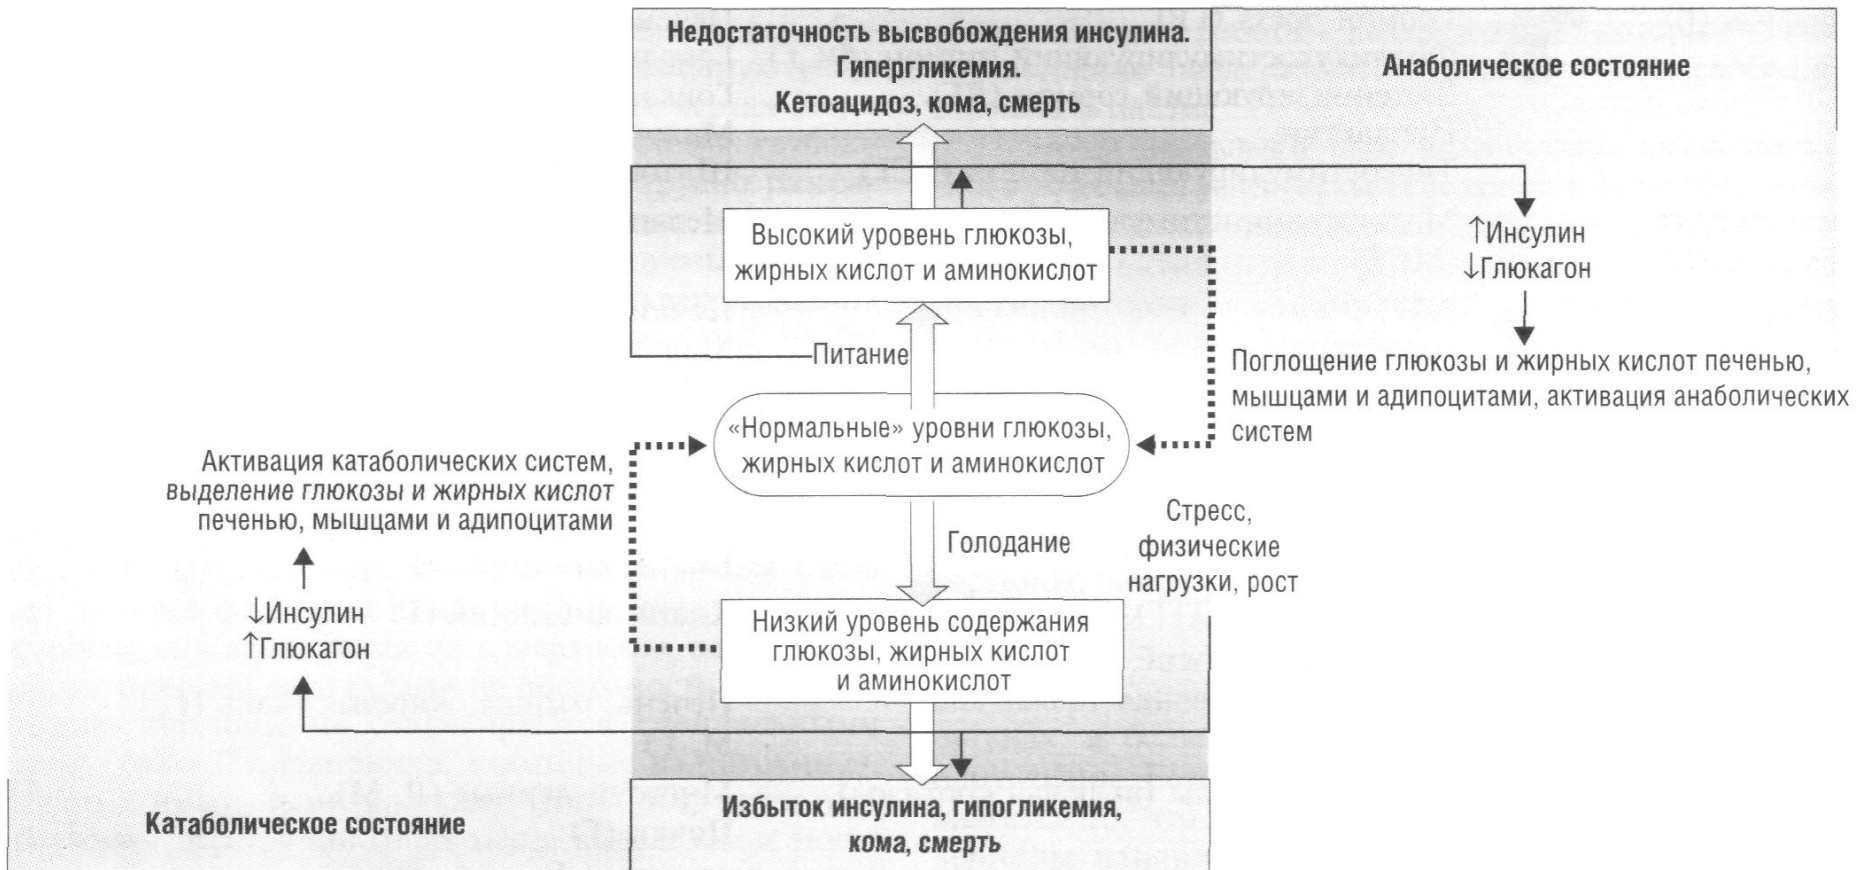 Недостаточность высвобождения инсулина.
Гипергликемия.
Кетоацидоз, кома, смерть
Анаболическое состояние
Высокий уровень глюкозы,
жирных кислот и аминокислот
↑Инсулин
↓Глюкагон
Питание
Поглощение глюкозы и жирных кислот печенью,
мышцами и адипоцитами, активация анаболических
систем
«Нормальные» уровни глюкозы,
жирных кислот и аминокислот
Активация катаболических систем,
выделение глюкозы и жирных кислот
печенью, мышцами и адипоцитами
Голодание
Стресс,
физические
нагрузки, рост
↓Инсулин
↑Глюкагон
Низкий уровень содержания
глюкозы, жирных кислот
и аминокислот
Катаболическое состояние
Избыток инсулина, гипогликемия,
кома, смерть